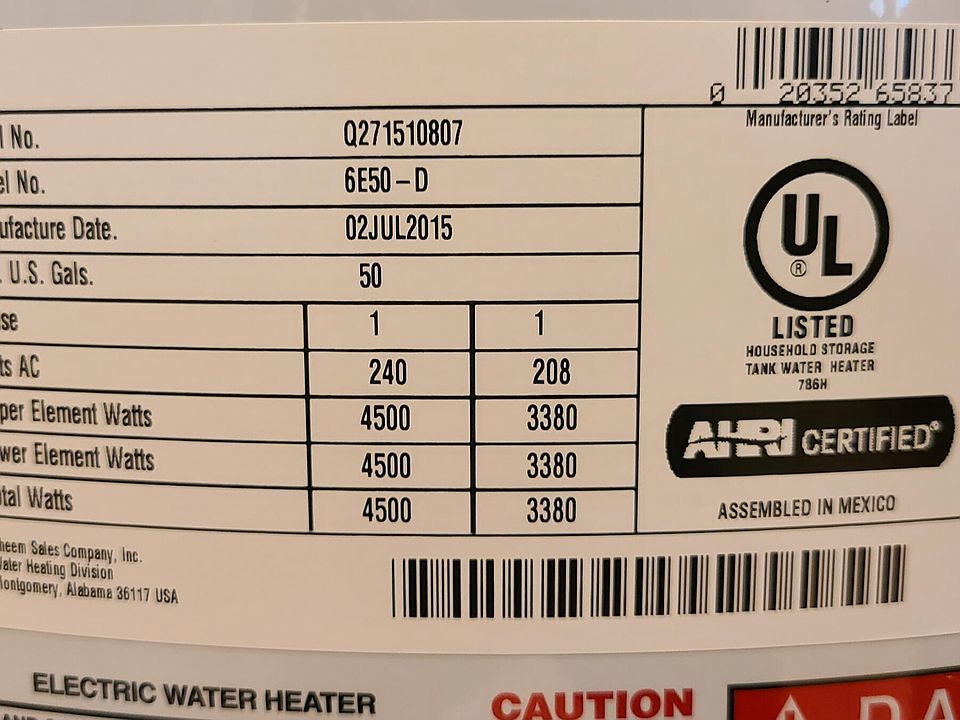 0 20352 65837
Manufacturer's Rating Label
l No. Q271510807
el No. 6E50-D
ufacture Date. 02JUL2015
. U.S. Gals. 50
se 1 1
ts AC 240 208
per Element Watts 4500 3380
wer Element Watts 4500 3380
tal Watts 4500 3380
UL
®
LISTED
HOUSEHOLD STORAGE
TANK WATER HEATER
786H
AHRI CERTIFIED®
ASSEMBLED IN MEXICO
heem Sales Company, Inc.
ater Heating Division
ontgomery, Alabama 36117 USA
ELECTRIC WATER HEATER
CAUTION
DA